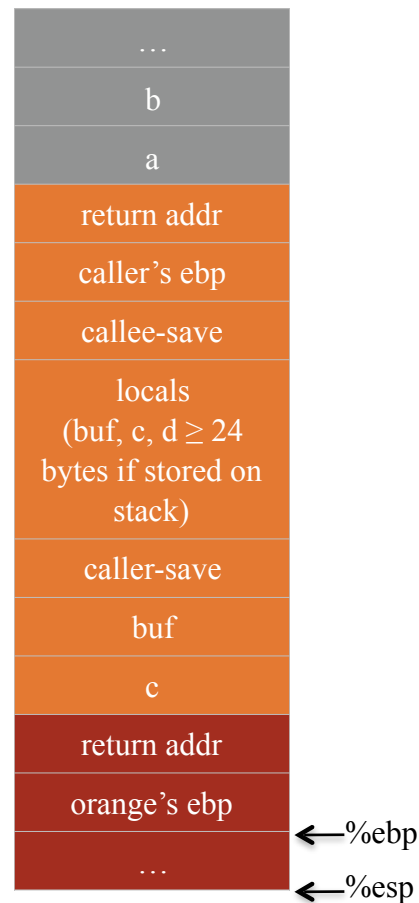 …
b
a
return addr
caller’s ebp
callee-save
locals
(buf, c, d ≥ 24
bytes if stored on
stack)
caller-save
buf
c
return addr
orange’s ebp
%ebp
…
%esp